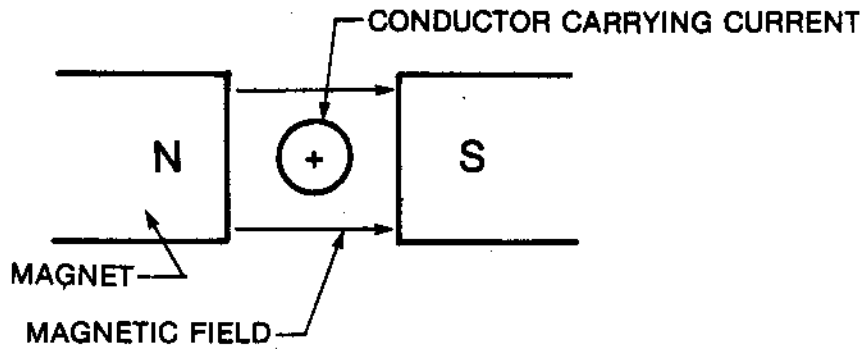 CONDUCTOR CARRYING CURRENT
N
+
S
MAGNET
MAGNETIC FIELD